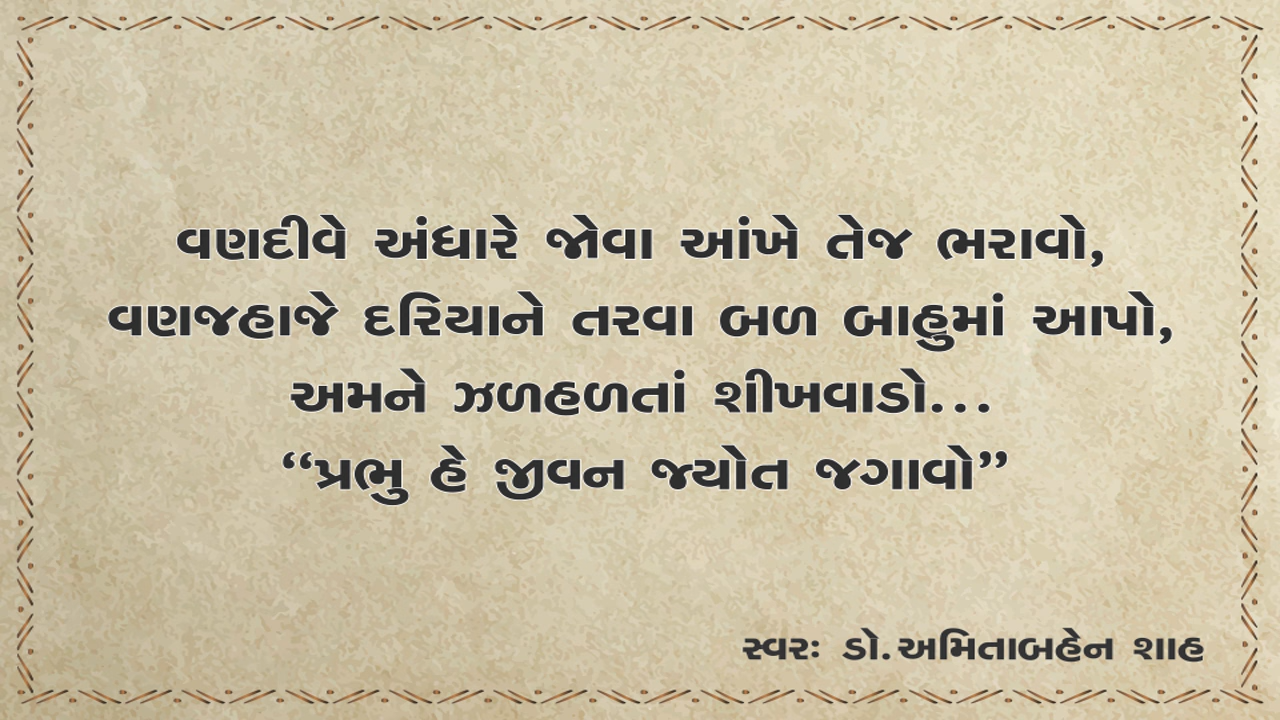 વણદીવે અંધારે જોવા આંખે તેજ ભરાવો,
વણજહાજે દરિયાને તરવા બળ બાહુમાં આપો,
અમને ઝળહળતાં શીખવાડો...
“પ્રભુ હે જીવન જ્યોત જગાવો”
સ્વરઃ ડો.અમિતાબહેન શાહ